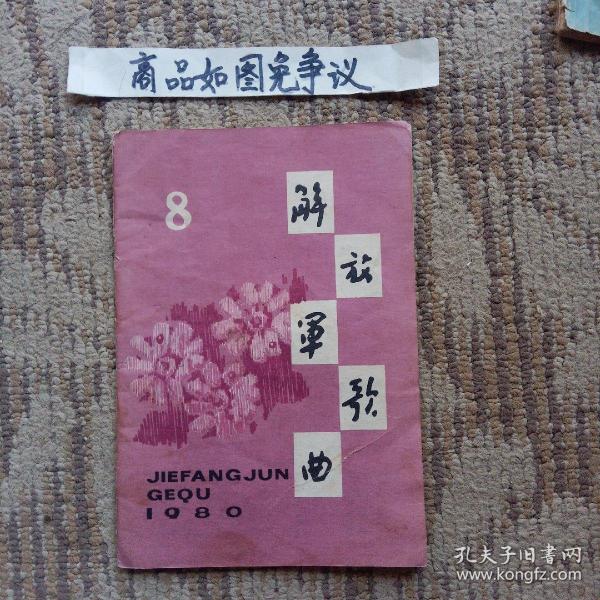 商品如图免争议
8
解
放
军
歌
曲
JIEFANGJUN
GEQU
1980
孔夫子旧书网
www.kongfz.com